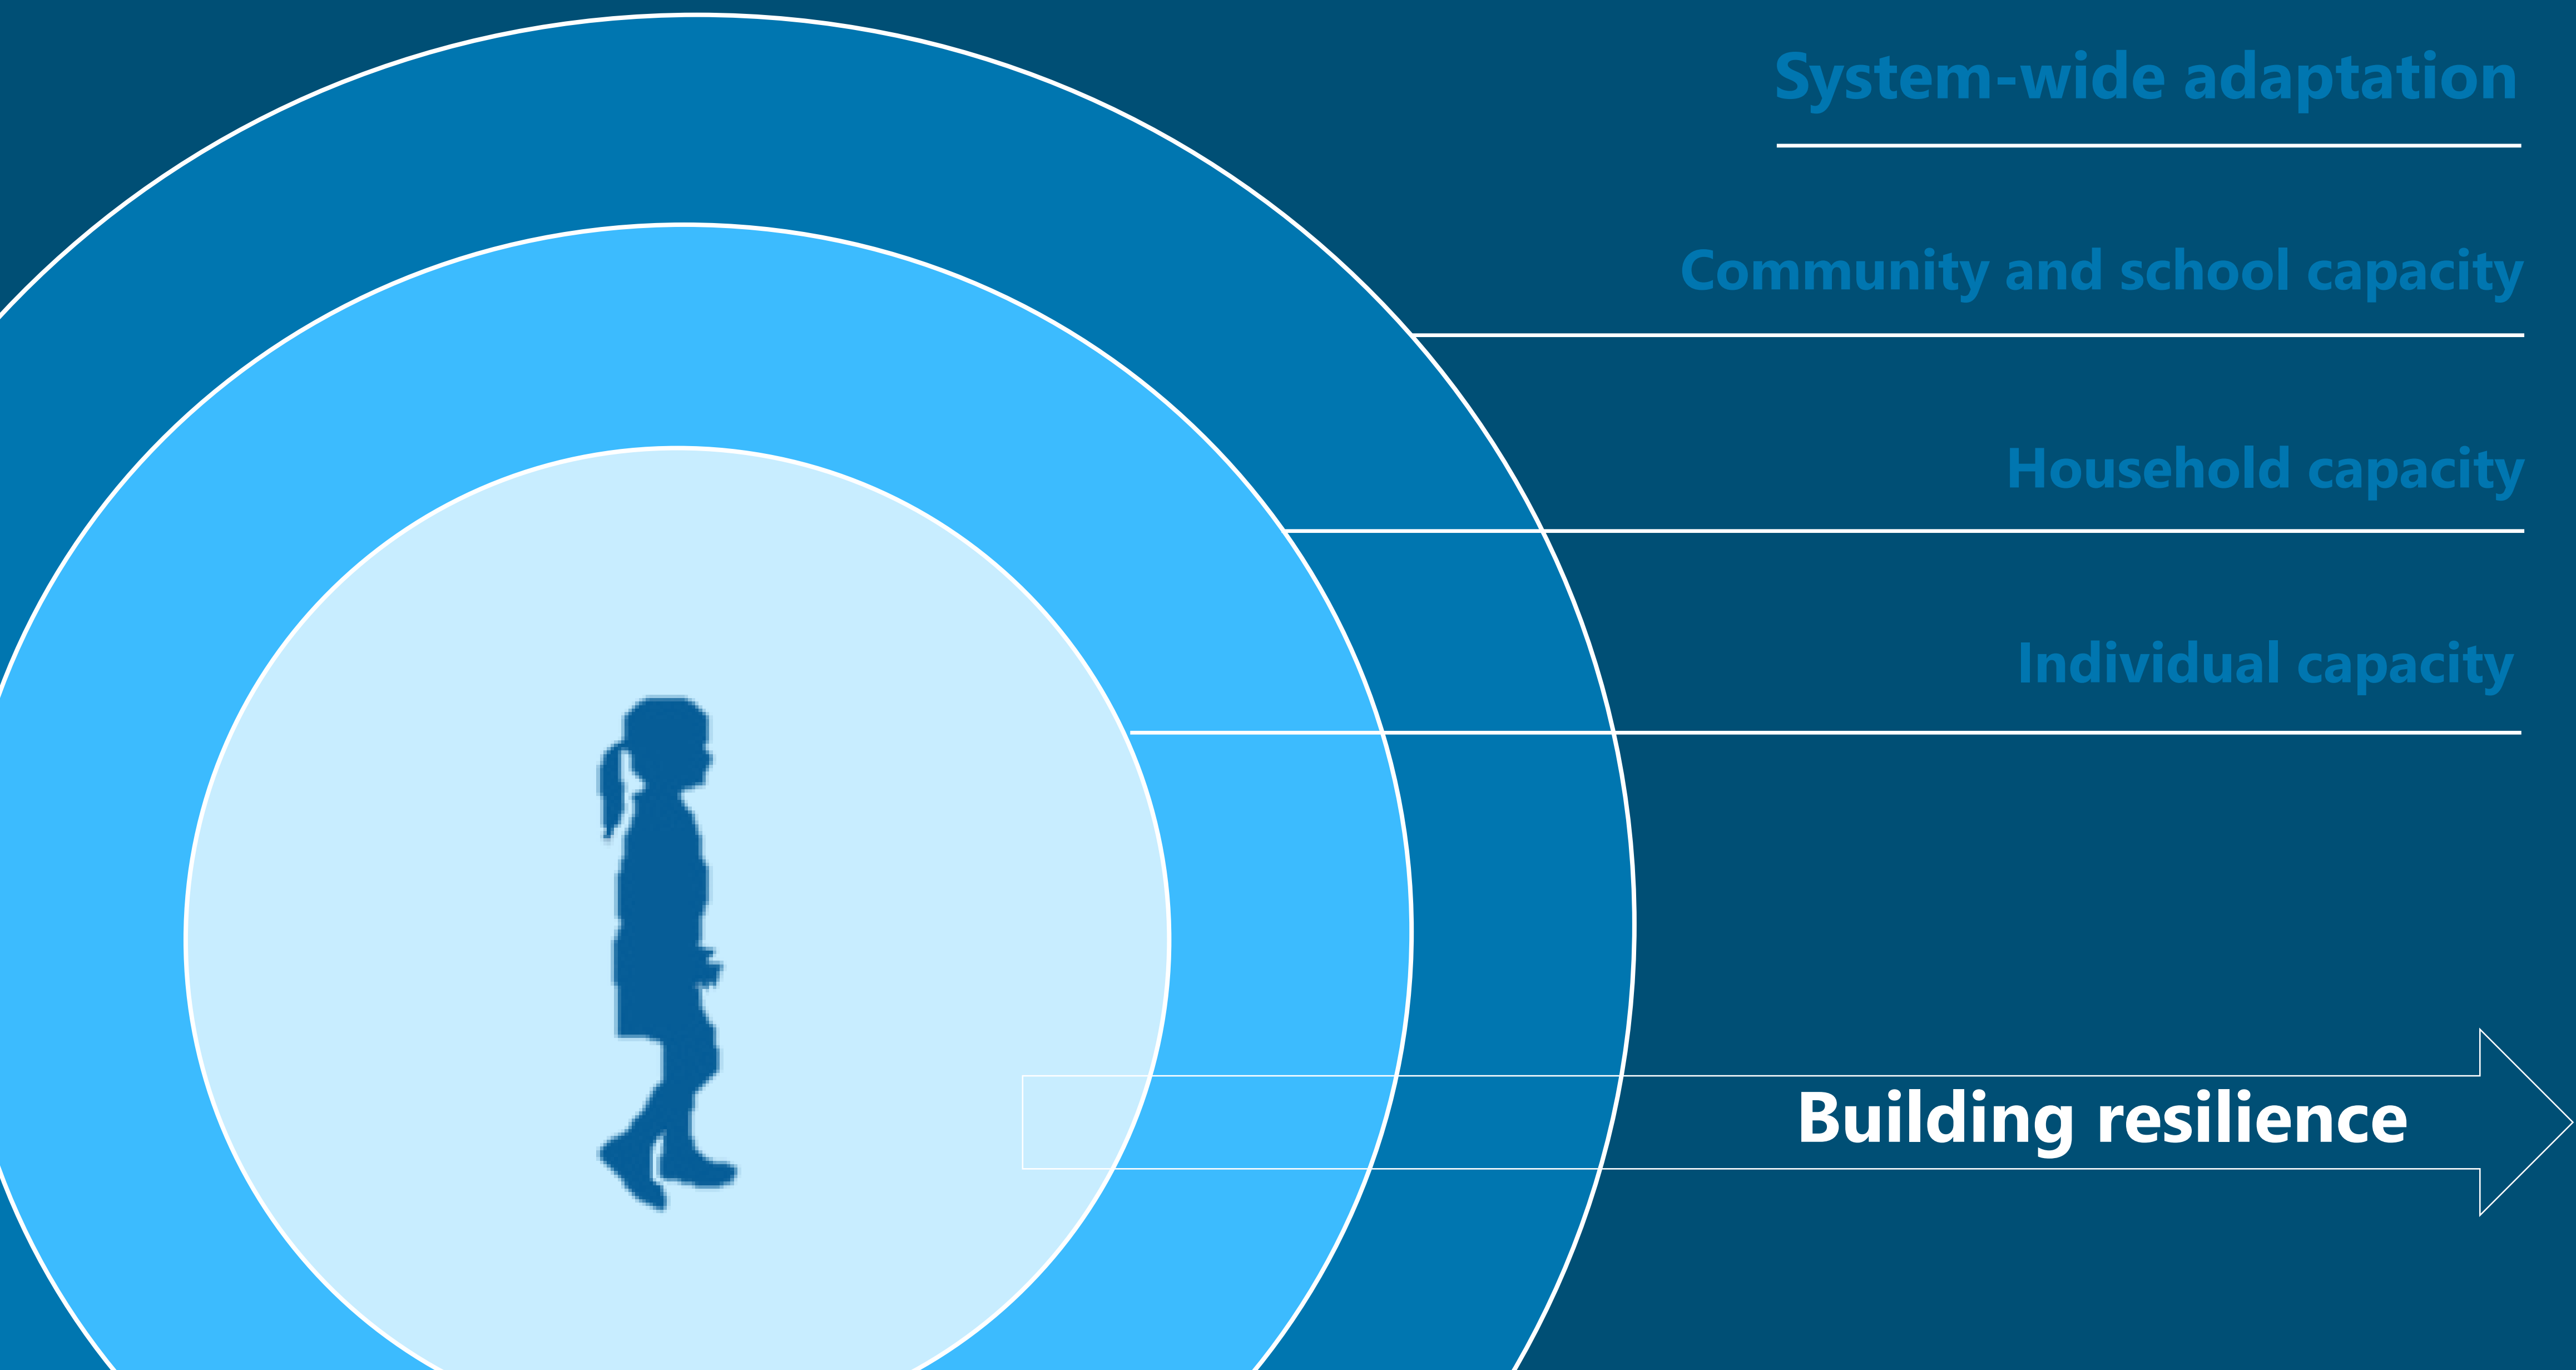 System-wide adaptation
Community and school capacity
Household capacity
Individual capacity
Building resilience